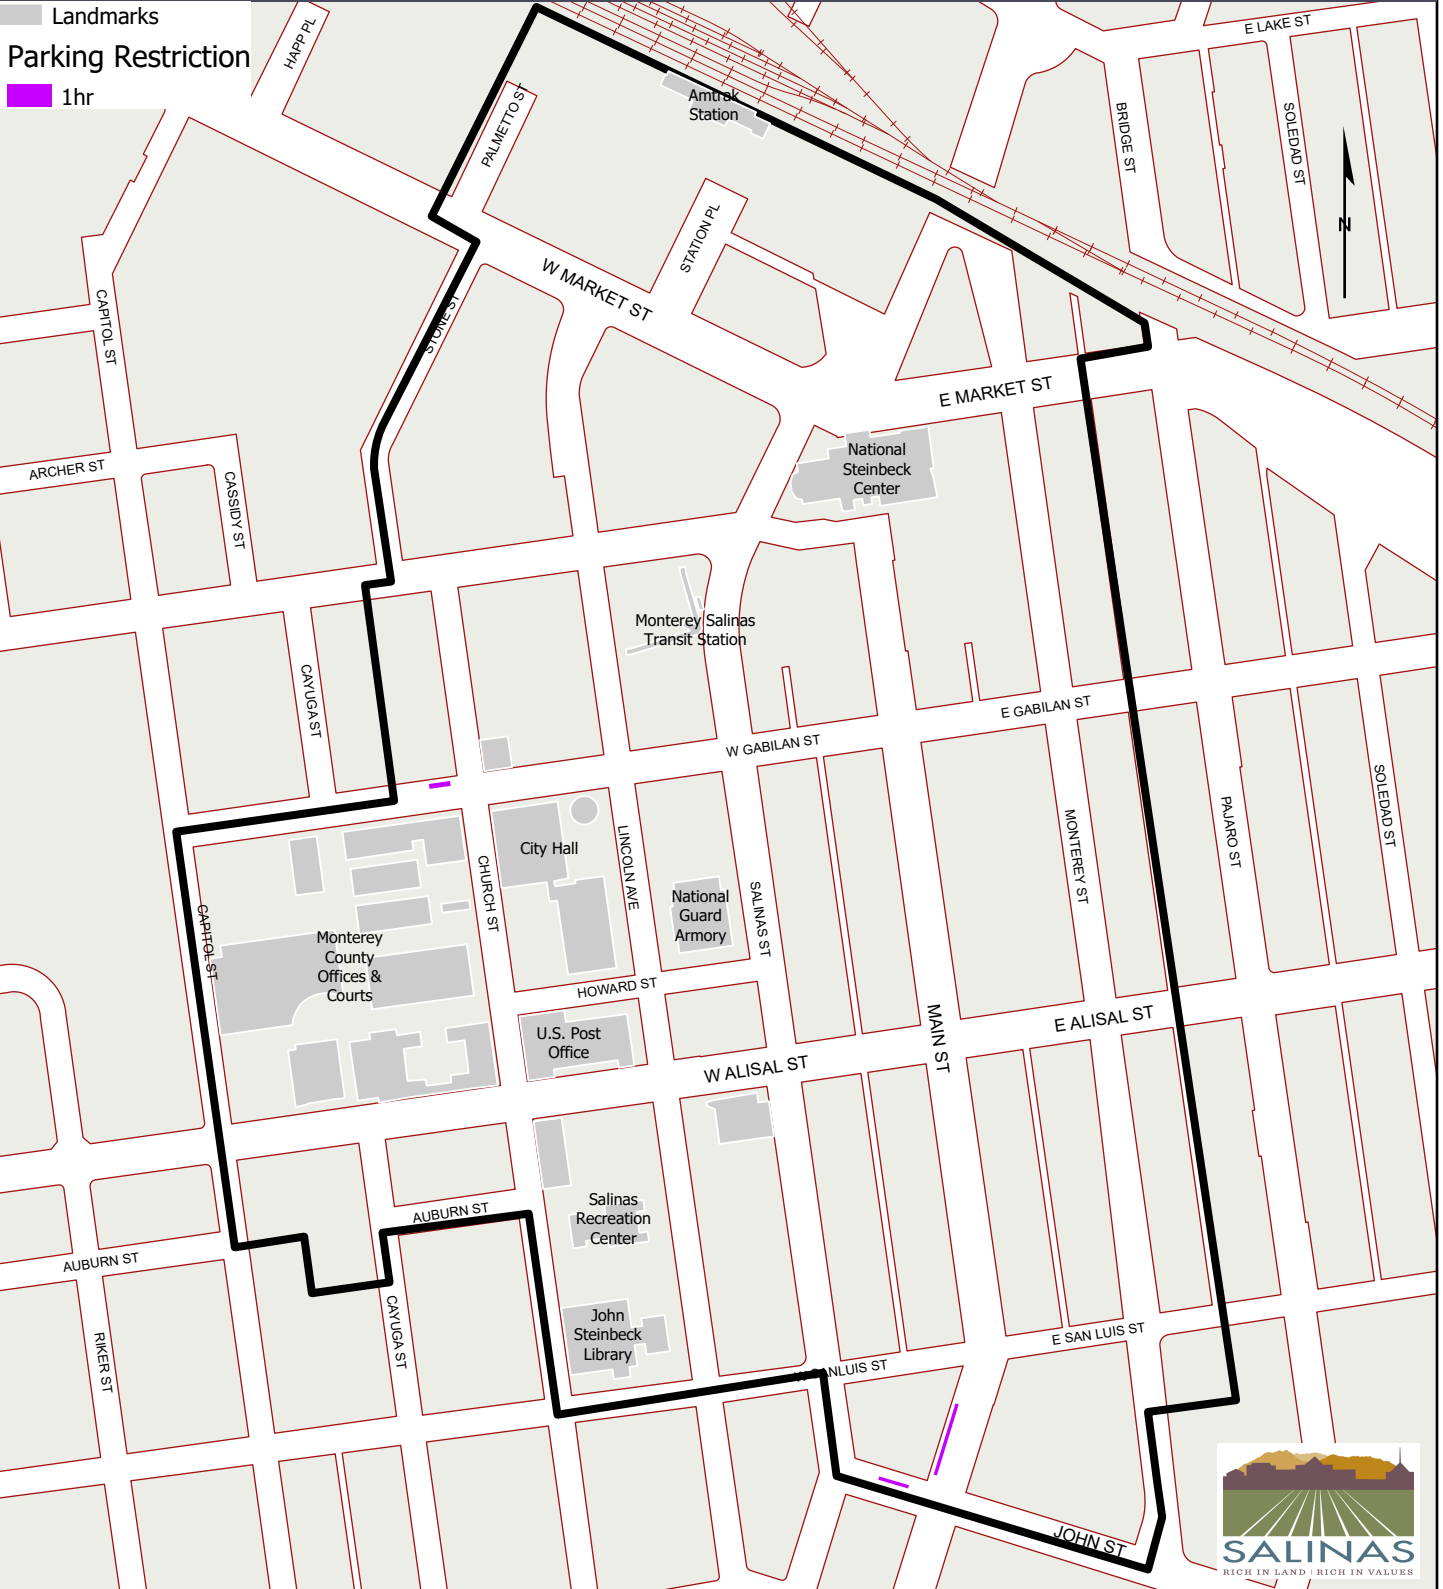 Landmarks
Parking Restriction
1hr
HAPP PL
PALMETTO ST
Amtrak
Station
E LAKE ST
BRIDGE ST
SOLEDAD ST
N
STATION PL
W MARKET ST
CAPITOL ST
STONE ST
E MARKET ST
ARCHER ST
CASSIDY ST
National
Steinbeck
Center
Monterey Salinas
Transit Station
CAYUGA ST
E GABILAN ST
W GABILAN ST
SOLEDAD ST
PAJARO ST
MONTEREY ST
City Hall
LINCOLN AVE
CHURCH ST
National
Guard
Armory
SALINAS ST
CAPITOL ST
Monterey
County
Offices &
Courts
HOWARD ST
U.S. Post
Office
MAIN ST
E ALISAL ST
W ALISAL ST
Salinas
Recreation
Center
AUBURN ST
AUBURN ST
RIKER ST
CAYUGA ST
John
Steinbeck
Library
E SAN LUIS ST
W SANLUIS ST
JOHN ST
SALINAS
RICH IN LAND | RICH IN VALUES